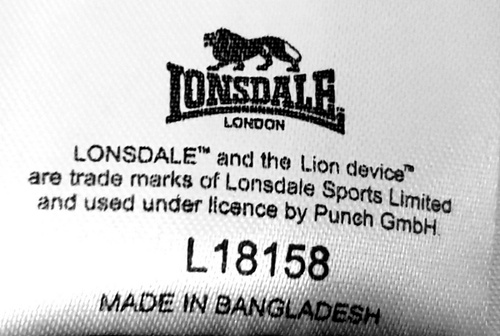 LONSDALE
LONDON
LONSDALE™ and the Lion device™
are trade marks of Lonsdale Sports Limited
and used under licence by Punch GmbH.
L18158
MADE IN BANGLADESH